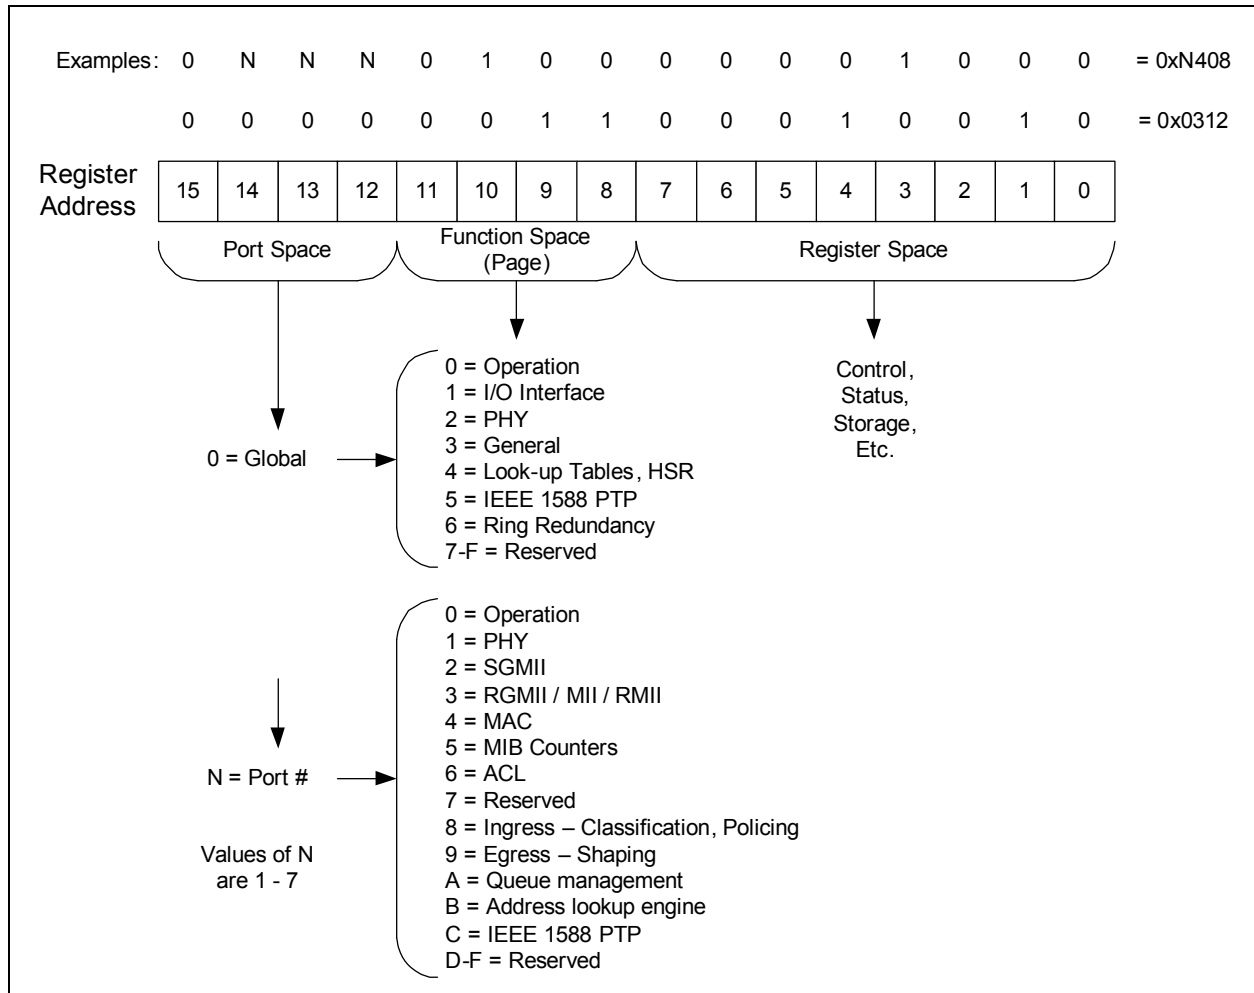 Examples: 0 N N N 0 1 0 0 0 0 0 0 1 0 0 0 = 0xN408
0 0 0 0 0 0 1 1 0 0 0 1 0 0 1 0 = 0x0312
Register
Address
15 14 13 12 11 10 9 8 7 6 5 4 3 2 1 0
Port Space
Function Space
(Page)
Register Space
0 = Global
0 = Operation
1 = I/O Interface
2 = PHY
3 = General
4 = Look-up Tables, HSR
5 = IEEE 1588 PTP
6 = Ring Redundancy
7-F = Reserved
Control,
Status,
Storage,
Etc.
N = Port #
Values of N
are 1 - 7
0 = Operation
1 = PHY
2 = SGMII
3 = RGMII / MII / RMII
4 = MAC
5 = MIB Counters
6 = ACL
7 = Reserved
8 = Ingress – Classification, Policing
9 = Egress – Shaping
A = Queue management
B = Address lookup engine
C = IEEE 1588 PTP
D-F = Reserved